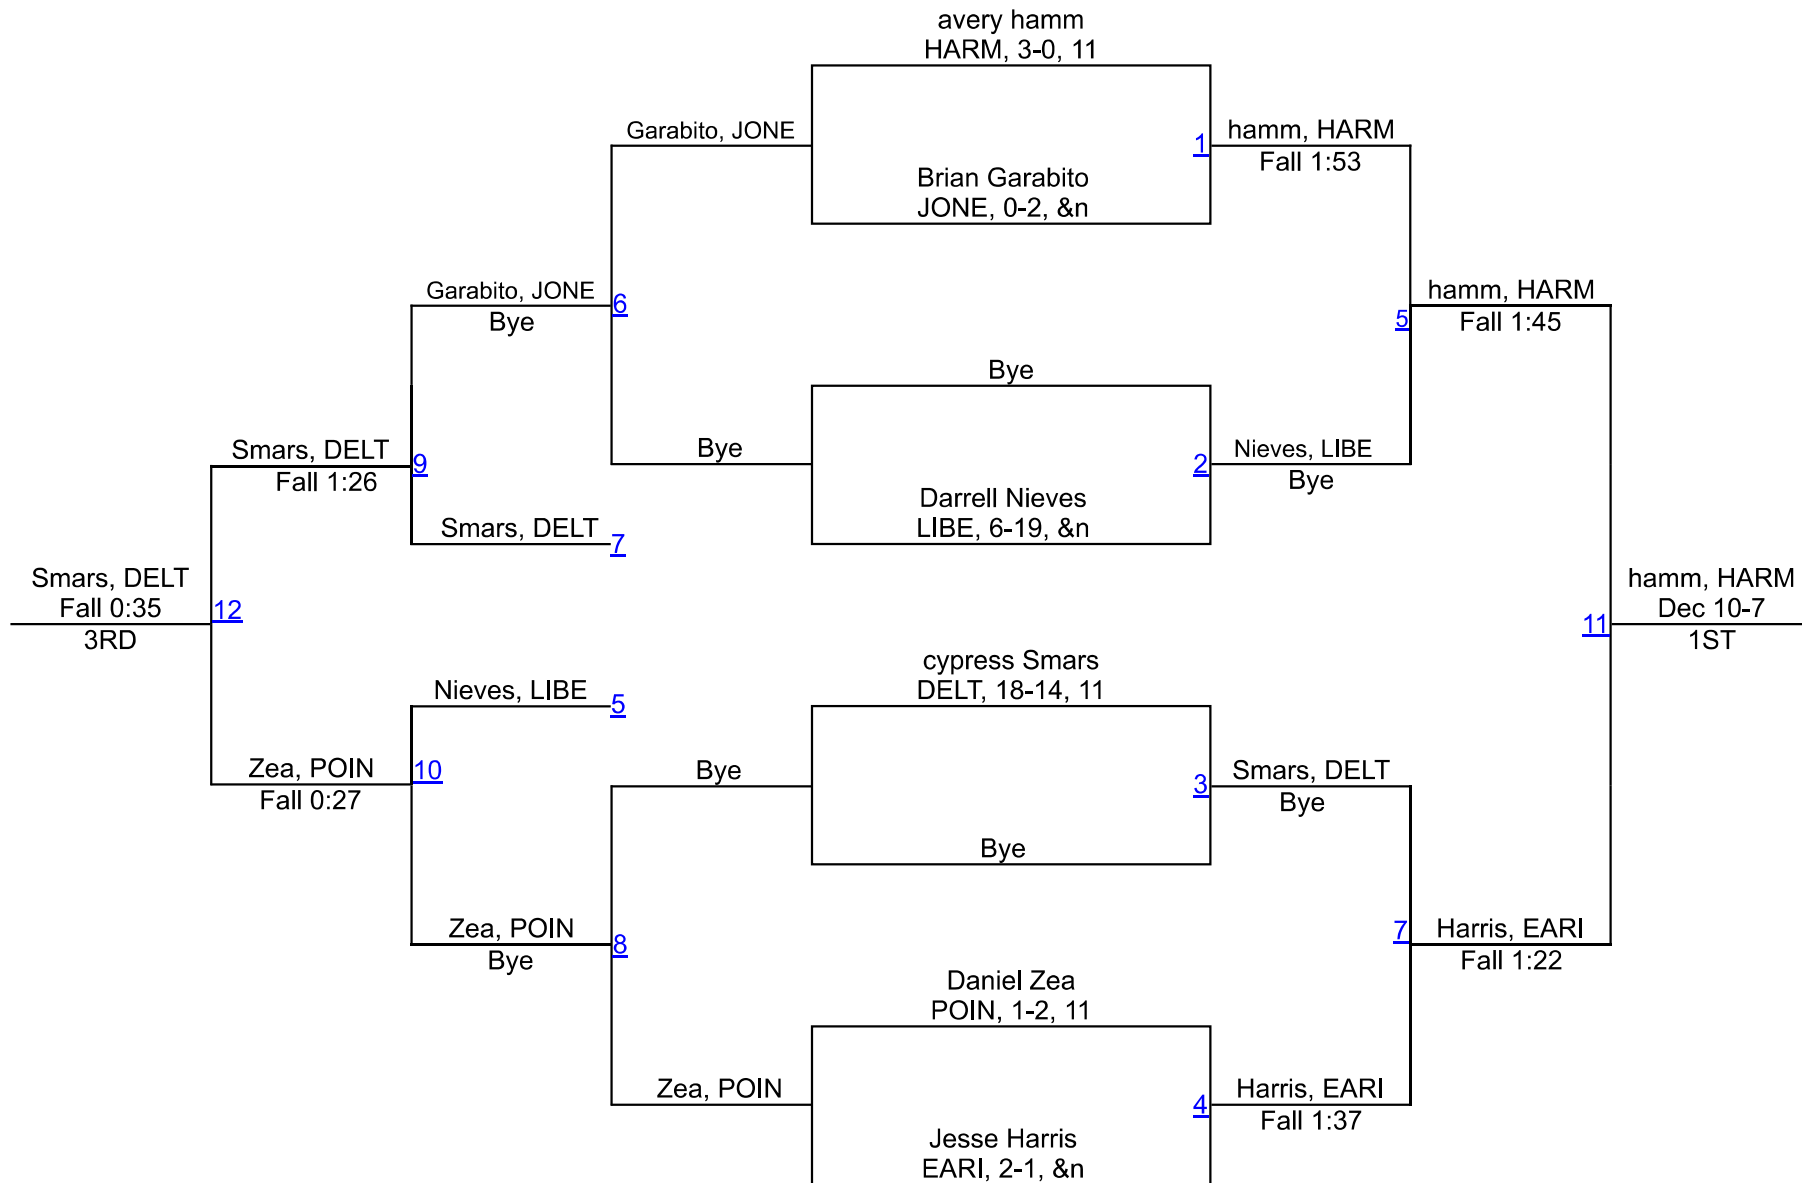 avery hamm
HARM, 3-0, 11
Garabito, JONE
1
hamm, HARM
Fall 1:53
Brian Garabito
JONE, 0-2, &n
Garabito, JONE
Bye
6
hamm, HARM
Fall 1:45
5
Bye
Smars, DELT
Fall 1:26
9
Bye
2
Nieves, LIBE
Bye
Darrell Nieves
LIBE, 6-19, &n
Smars, DELT
7
Smars, DELT
Fall 0:35
3RD
12
hamm, HARM
Dec 10-7
1ST
11
cypress Smars
DELT, 18-14, 11
Nieves, LIBE
5
Zea, POIN
Fall 0:27
10
Bye
3
Smars, DELT
Bye
Bye
Zea, POIN
Bye
8
7
Harris, EARI
Fall 1:22
Daniel Zea
POIN, 1-2, 11
Zea, POIN
4
Harris, EARI
Fall 1:37
Jesse Harris
EARI, 2-1, &n